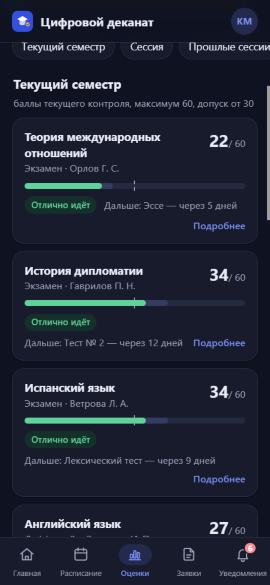 Цифровой деканат
КМ
Текущий семестр
Сессия
Прошлые сессии
Текущий семестр
баллы текущего контроля, максимум 60, допуск от 30
Теория международных
отношений
22 / 60
Экзамен · Орлов Г. С.
Отлично идёт
Дальше: Эссе — через 5 дней
Подробнее
История дипломатии
34 / 60
Экзамен · Гаврилов П. Н.
Отлично идёт
Дальше: Тест № 2 — через 12 дней
Подробнее
Испанский язык
34 / 60
Экзамен · Ветрова Л. А.
Отлично идёт
Дальше: Лексический тест — через 9 дней
Подробнее
Английский язык
27 / 60
Главная
Расписание
Оценки
Заявки
6
Уведомления